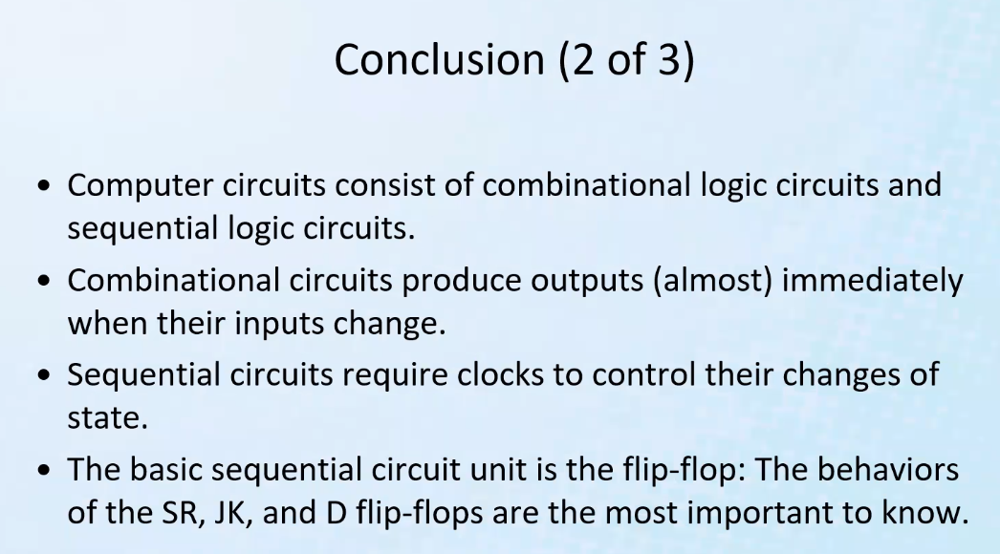 Conclusion (2 of 3)
• Computer circuits consist of combinational logic circuits and
sequential logic circuits.
• Combinational circuits produce outputs (almost) immediately
when their inputs change.
• Sequential circuits require clocks to control their changes of
state.
• The basic sequential circuit unit is the flip-flop: The behaviors
of the SR, JK, and D flip-flops are the most important to know.